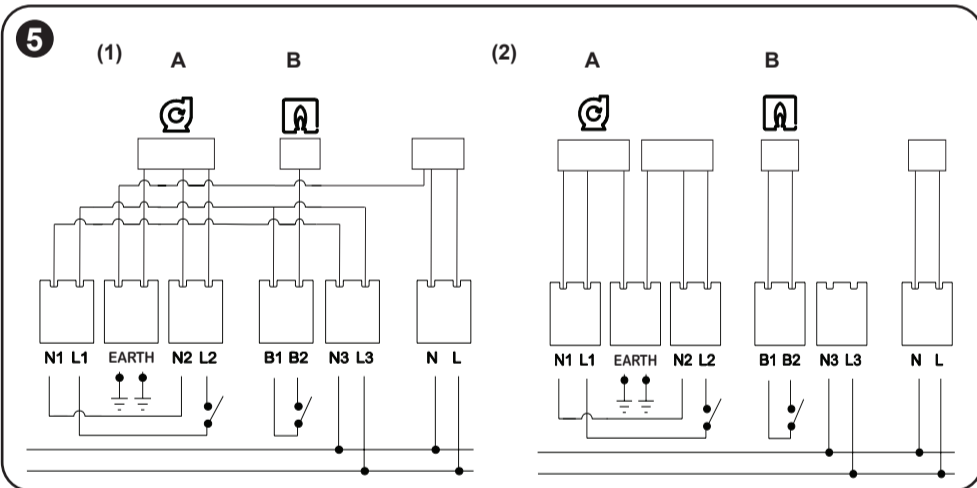 5
(1) A B (2) A B
N1 L1 EARTH N2 L2 B1 B2 N3 L3 N L
N1 L1 EARTH N2 L2 B1 B2 N3 L3 N L